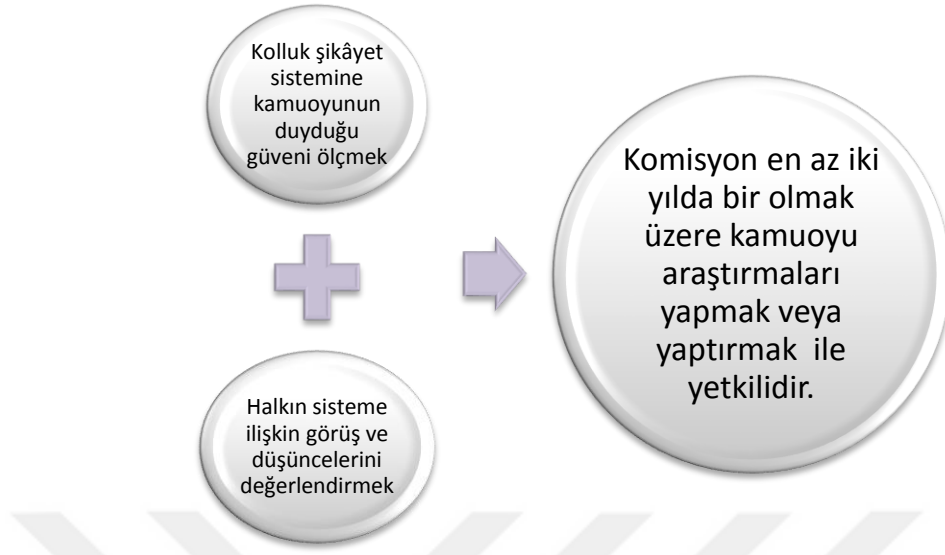 Kolluk şikâyet
sistemine
kamuoyunun
duyduğu
güveni ölçmek
Halkın sisteme
ilişkin görüş ve
düşüncelerini
değerlendirmek
Komisyon en az iki
yılda bir olmak
üzere kamuoyu
araştırmaları
yapmak veya
yaptırmak ile
yetkilidir.